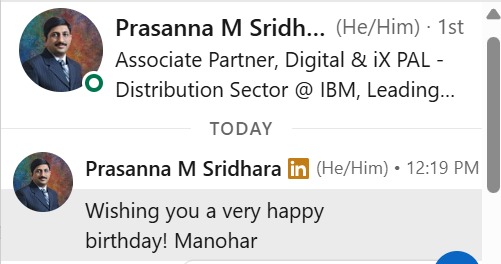 Prasanna M Sridh... (He/Him) · 1st
Associate Partner, Digital & iX PAL -
Distribution Sector @ IBM, Leading...
TODAY
Prasanna M Sridhara in (He/Him) • 12:19 PM
Wishing you a very happy
birthday! Manohar